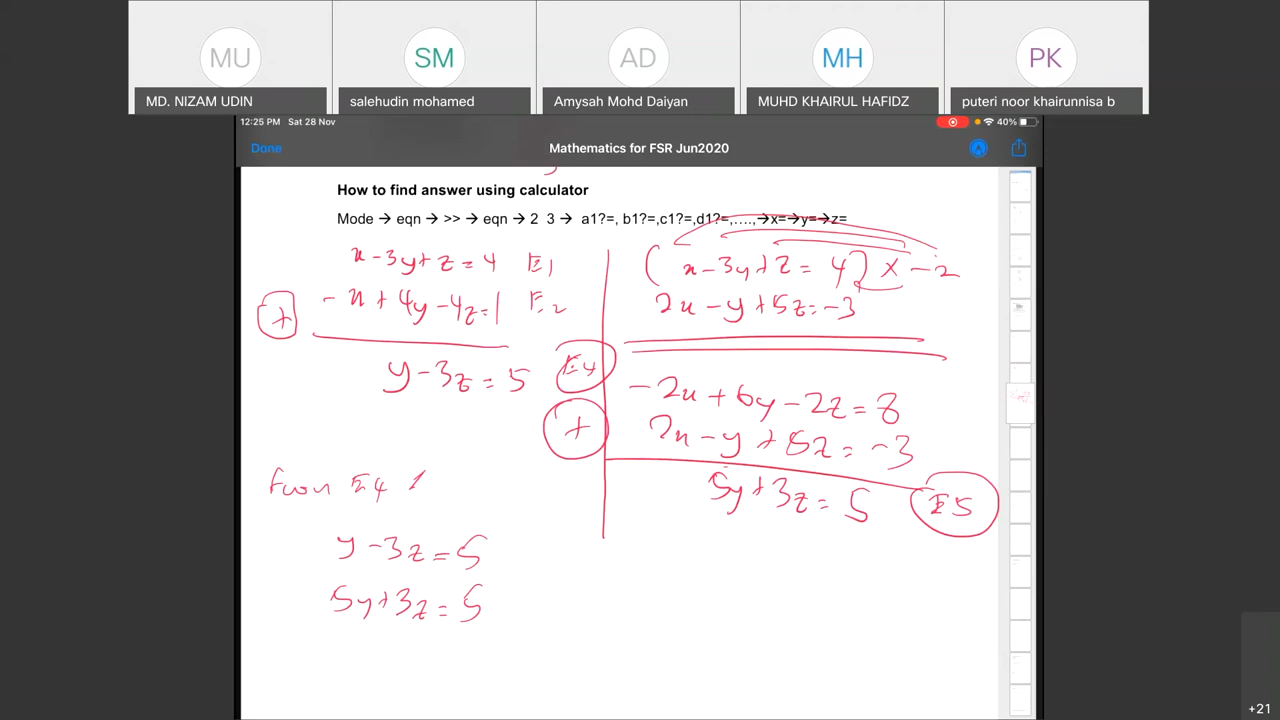 MU
SM
AD
MH
PK
MD. NIZAM UDIN
salehudin mohamed
Amysah Mohd Daiyan
MUHD KHAIRUL HAFIDZ
puteri noor khairunnisa b
12:25 PM Sat 28 Nov
40%
Done
Mathematics for FSR Jun2020
How to find answer using calculator
Mode → eqn → >> → eqn → 2 3 → a1?=, b1?=,c1?=,d1?=,....,→x=→y=→z=
x - 3y + z = 4 E1
- x + 4y - 4z = 1 E2
+
y - 3z = 5 E4
(x - 3y + z = 4) x - 2
2x - y + 5z = -3
-2x + 6y - 2z = 8
+ 2x - y + 5z = -3
5y + 3z = 5 E5
From E4
y - 3z = 5
5y + 3z = 5
+21